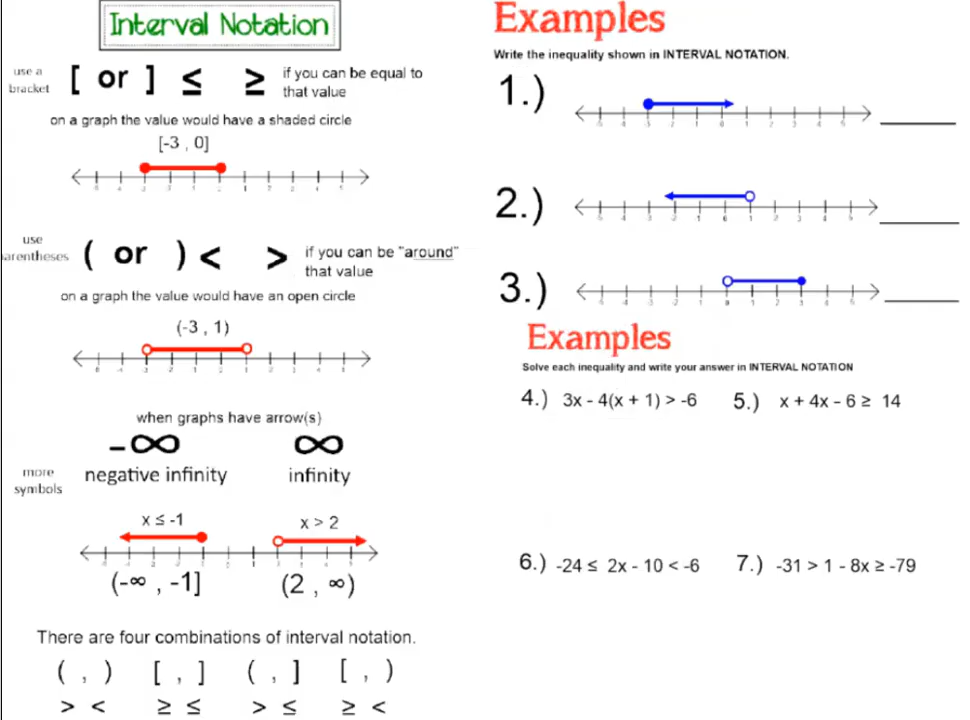 Interval Notation
use a
bracket
[ or ] ≤ ≥
if you can be equal to
that value
on a graph the value would have a shaded circle
[-3 , 0]
use
arentheses
( or ) < >
if you can be "around"
that value
on a graph the value would have an open circle
(-3 , 1)
when graphs have arrow(s)
-∞ ∞
negative infinity infinity
more
symbols
x ≤ -1 x > 2
(-∞ , -1] (2 , ∞)
There are four combinations of interval notation.
( , ) [ , ] ( , ] [ , )
> < ≥ ≤ > ≤ ≥ <
Examples
Write the inequality shown in INTERVAL NOTATION.
1.)
2.)
3.)
Examples
Solve each inequality and write your answer in INTERVAL NOTATION
4.) 3x - 4(x + 1) > -6 5.) x + 4x - 6 ≥ 14
6.) -24 ≤ 2x - 10 < -6 7.) -31 > 1 - 8x ≥ -79